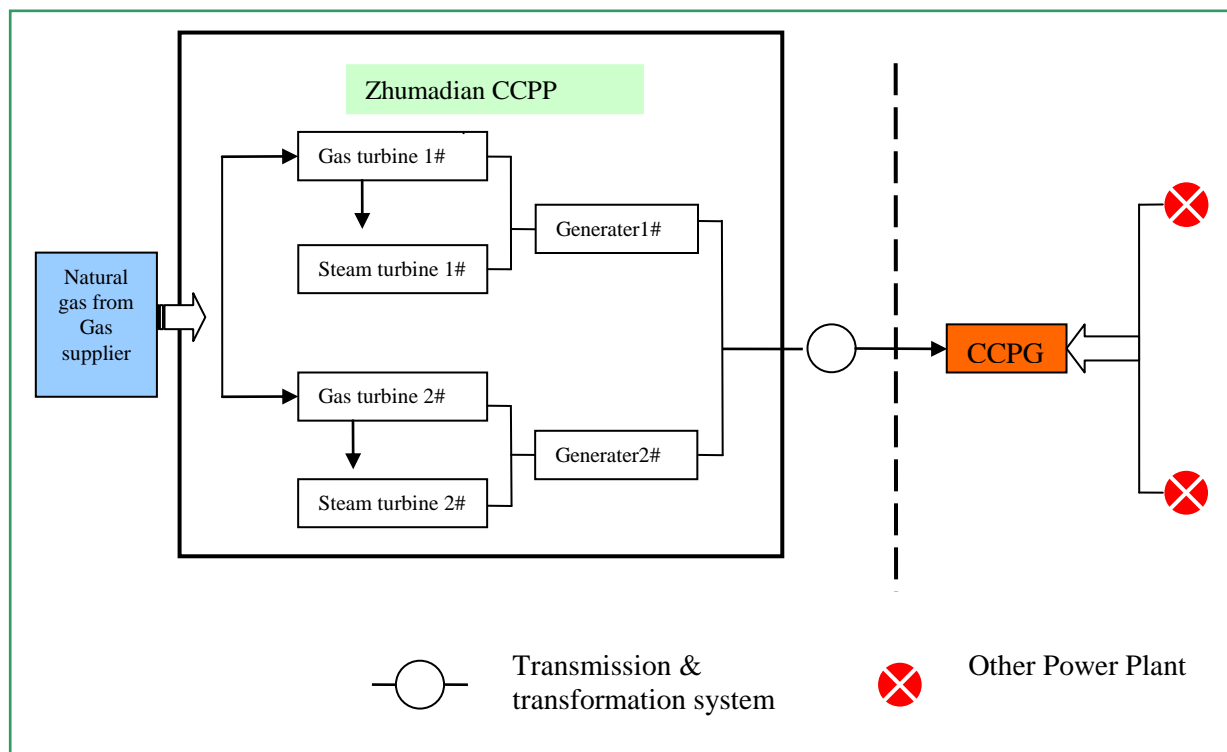 Zhumadian CCPP
Gas turbine 1#
Generater1#
Steam turbine 1#
Natural
gas from
Gas
supplier
CCPG
Gas turbine 2#
Generater2#
Steam turbine 2#
Transmission &
transformation system
Other Power Plant